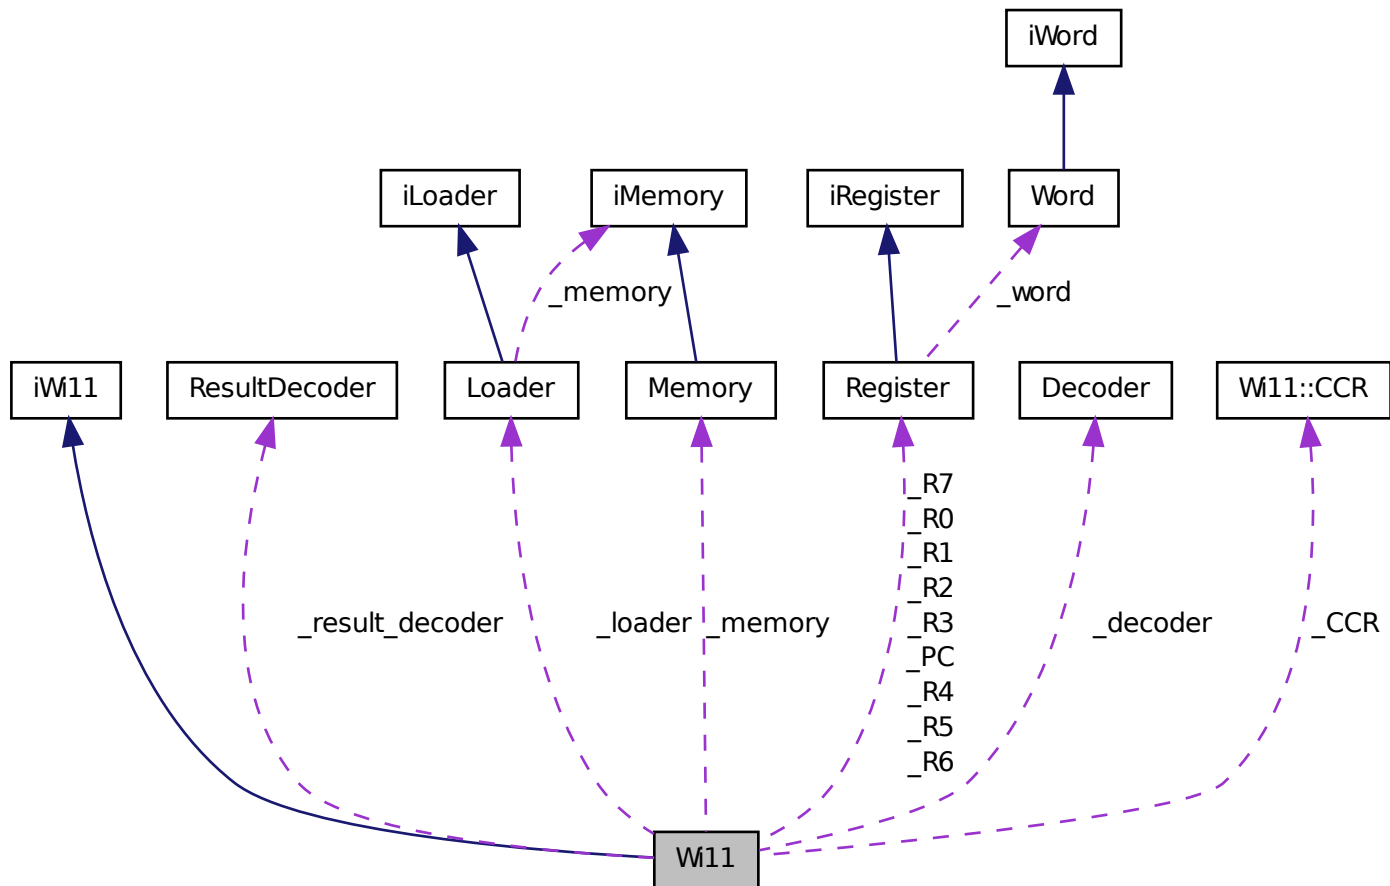 iWord
iLoader
iMemory
iRegister
Word
_memory
_word
iWi11
ResultDecoder
Loader
Memory
Register
Decoder
Wi11::CCR
_R7
_R0
_R1
_R2
_R3
_PC
_R4
_R5
_R6
_result_decoder
_loader
_memory
_decoder
_CCR
Wi11